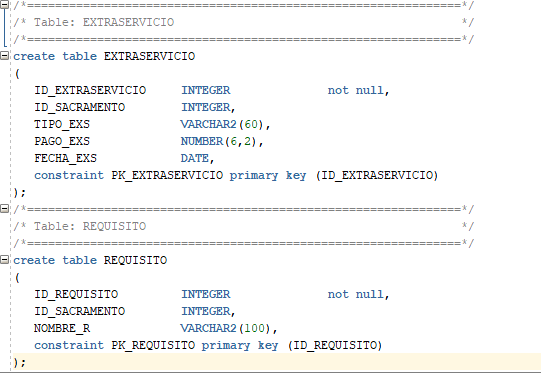 /*==============================================================*/
/* Table: EXTRASERVICIO                                         */
/*==============================================================*/
create table EXTRASERVICIO
(
   ID_EXTRASERVICIO     INTEGER              not null,
   ID_SACRAMENTO        INTEGER,
   TIPO_EXS             VARCHAR2(60),
   PAGO_EXS             NUMBER(6,2),
   FECHA_EXS            DATE,
   constraint PK_EXTRASERVICIO primary key (ID_EXTRASERVICIO)
);
/*==============================================================*/
/* Table: REQUISITO                                             */
/*==============================================================*/
create table REQUISITO
(
   ID_REQUISITO         INTEGER              not null,
   ID_SACRAMENTO        INTEGER,
   NOMBRE_R             VARCHAR2(100),
   constraint PK_REQUISITO primary key (ID_REQUISITO)
);